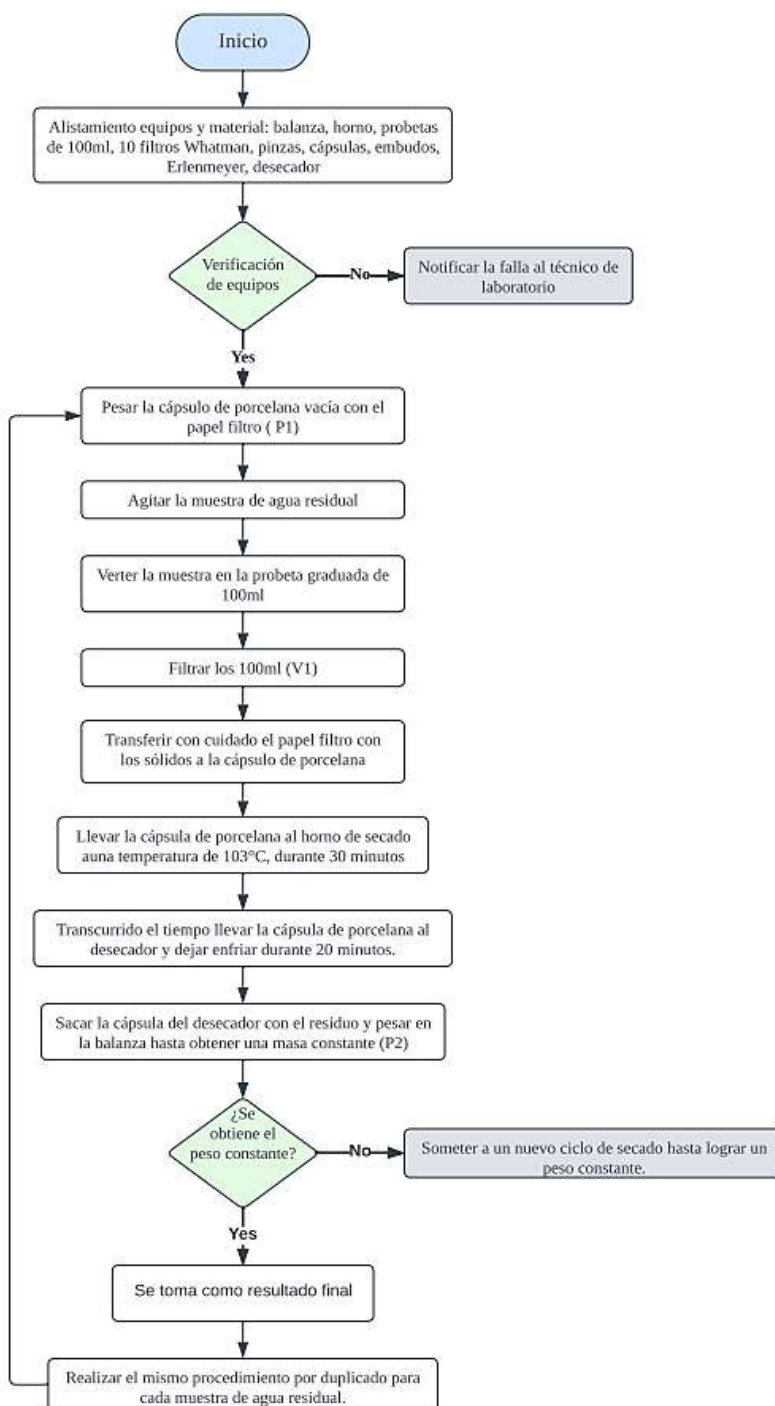 Inicio
Alistamiento equipos y material: balanza, horno, probetas
de 100ml, 10 filtros Whatman, pinzas, cápsulas, embudos,
Erlenmeyer, desecador
Verificación
de equipos
No
Notificar la falla al técnico de
laboratorio
Yes
Pesar la cápsulo de porcelana vacía con el
papel filtro ( P1)
Agitar la muestra de agua residual
Verter la muestra en la probeta graduada de
100ml
Filtrar los 100ml (V1)
Transferir con cuidado el papel filtro con
los sólidos a la cápsulo de porcelana
Llevar la cápsula de porcelana al horno de secado
auna temperatura de 103°C, durante 30 minutos
Transcurrido el tiempo llevar la cápsula de porcelana al
desecador y dejar enfriar durante 20 minutos.
Sacar la cápsula del desecador con el residuo y pesar en
la balanza hasta obtener una masa constante (P2)
¿Se
obtiene el
peso constante?
No
Someter a un nuevo ciclo de secado hasta lograr un
peso constante.
Yes
Se toma como resultado final
Realizar el mismo procedimiento por duplicado para
cada muestra de agua residual.